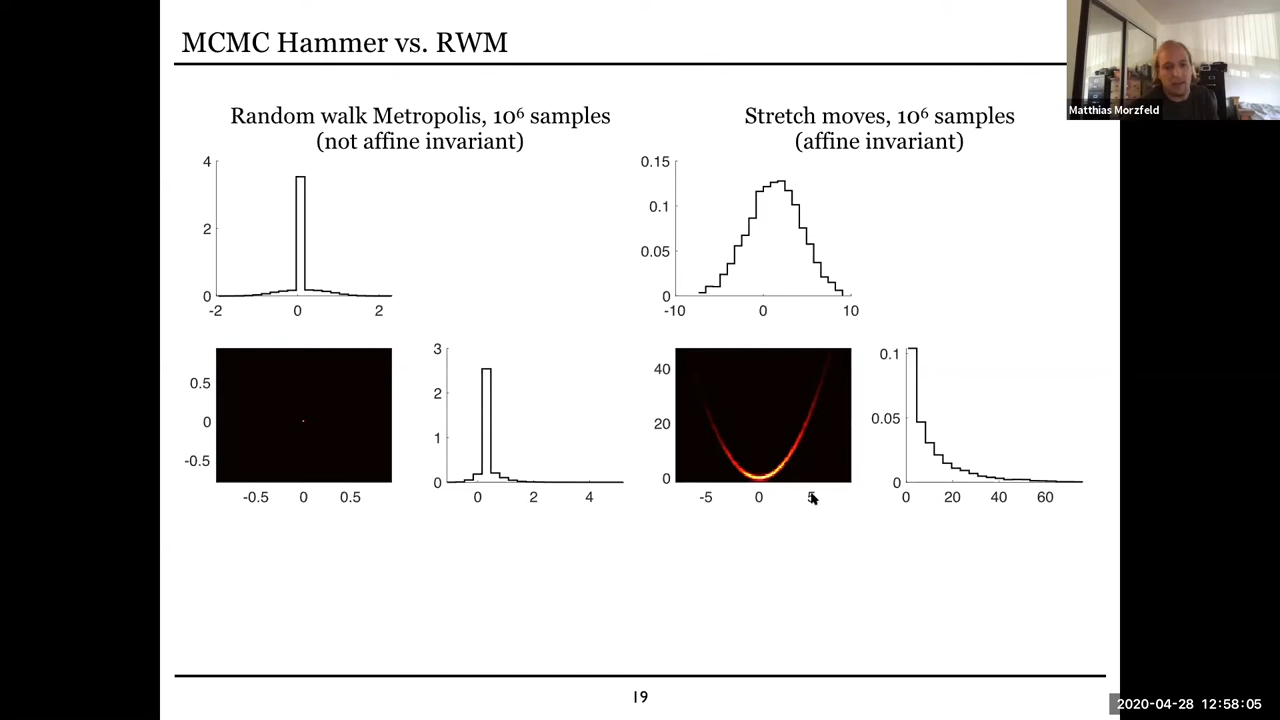 MCMC Hammer vs. RWM
Matthias Morzfeld
Random walk Metropolis, 10⁶ samples
(not affine invariant)
Stretch moves, 10⁶ samples
(affine invariant)
4
2
0
-2 0 2
0.15
0.1
0.05
0
-10 0 10
0.5
0
-0.5
-0.5 0 0.5
3
2
1
0
0 2 4
40
20
0
-5 0 5
0.1
0.05
0
0 20 40 60
19
2020-04-28 12:58:05